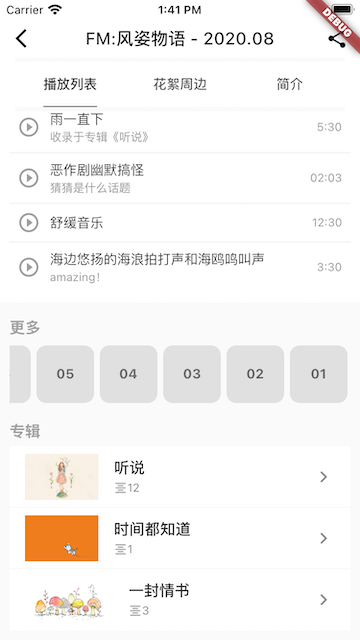 Carrier 1:41 PM
DEBUG
FM:风姿物语 - 2020.08
播放列表 花絮周边 简介
雨一直下
收录于专辑《听说》
5:30
恶作剧幽默搞怪
猜猜是什么话题
02:03
舒缓音乐
12:30
海边悠扬的海浪拍打声和海鸥鸣叫声
amazing!
3:30
更多
05 04 03 02 01
专辑
听说
12
时间都知道
1
一封情书
3